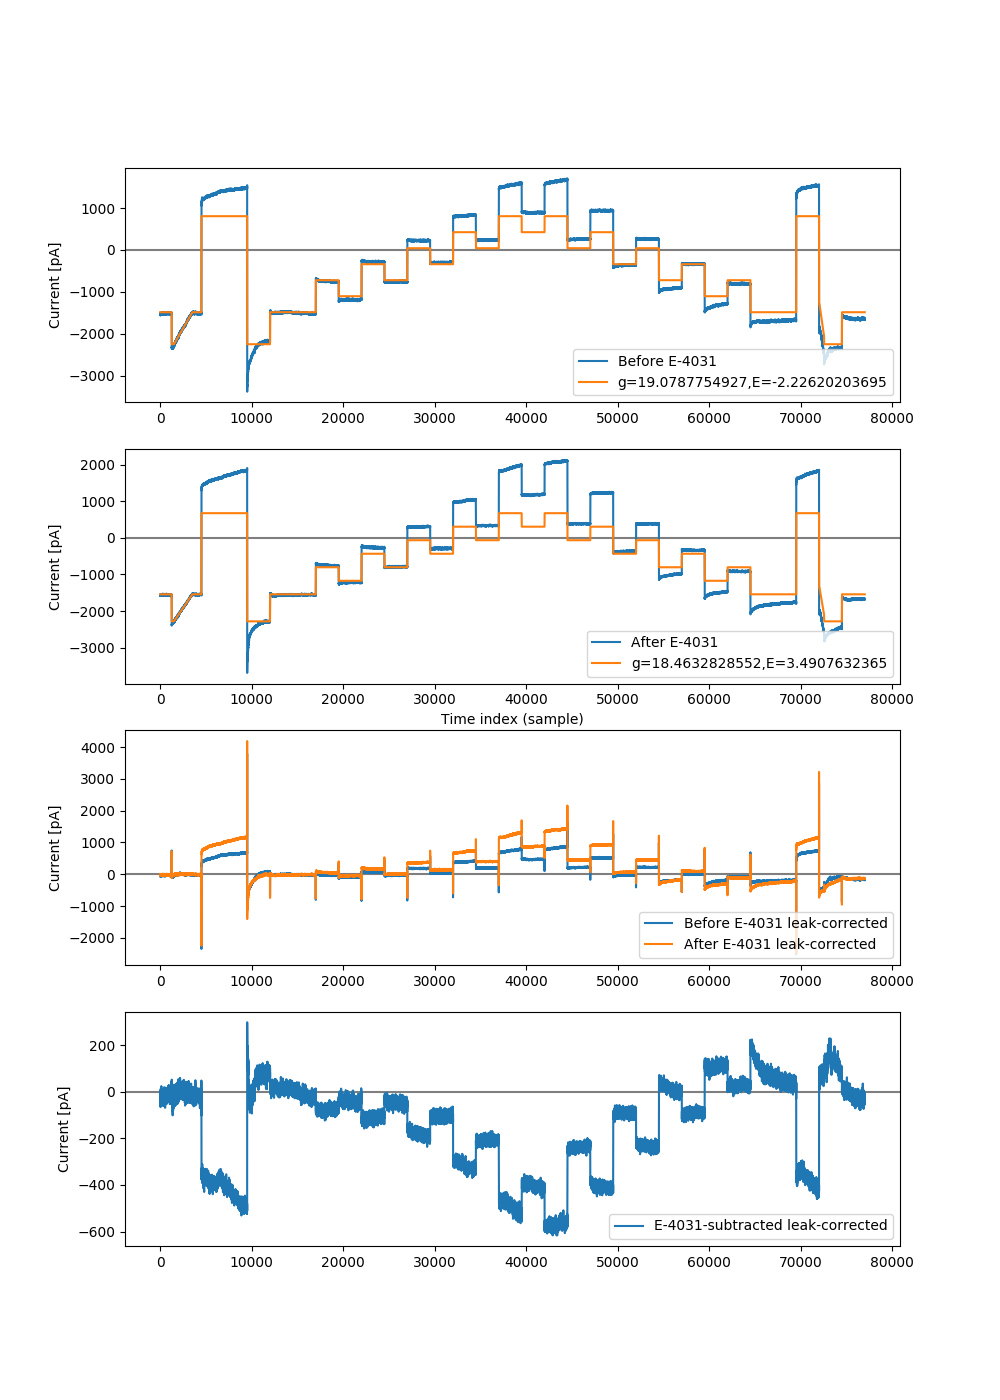 1000
0
−1000
−2000
−3000
Current [pA]
Before E-4031
g=19.0787754927,E=-2.22620203695
0 10000 20000 30000 40000 50000 60000 70000 80000
2000
1000
0
−1000
−2000
−3000
Current [pA]
After E-4031
g=18.4632828552,E=3.4907632365
0 10000 20000 30000 40000 50000 60000 70000 80000
Time index (sample)
4000
3000
2000
1000
0
−1000
−2000
Current [pA]
Before E-4031 leak-corrected
After E-4031 leak-corrected
0 10000 20000 30000 40000 50000 60000 70000 80000
200
0
−200
−400
−600
Current [pA]
E-4031-subtracted leak-corrected
0 10000 20000 30000 40000 50000 60000 70000 80000